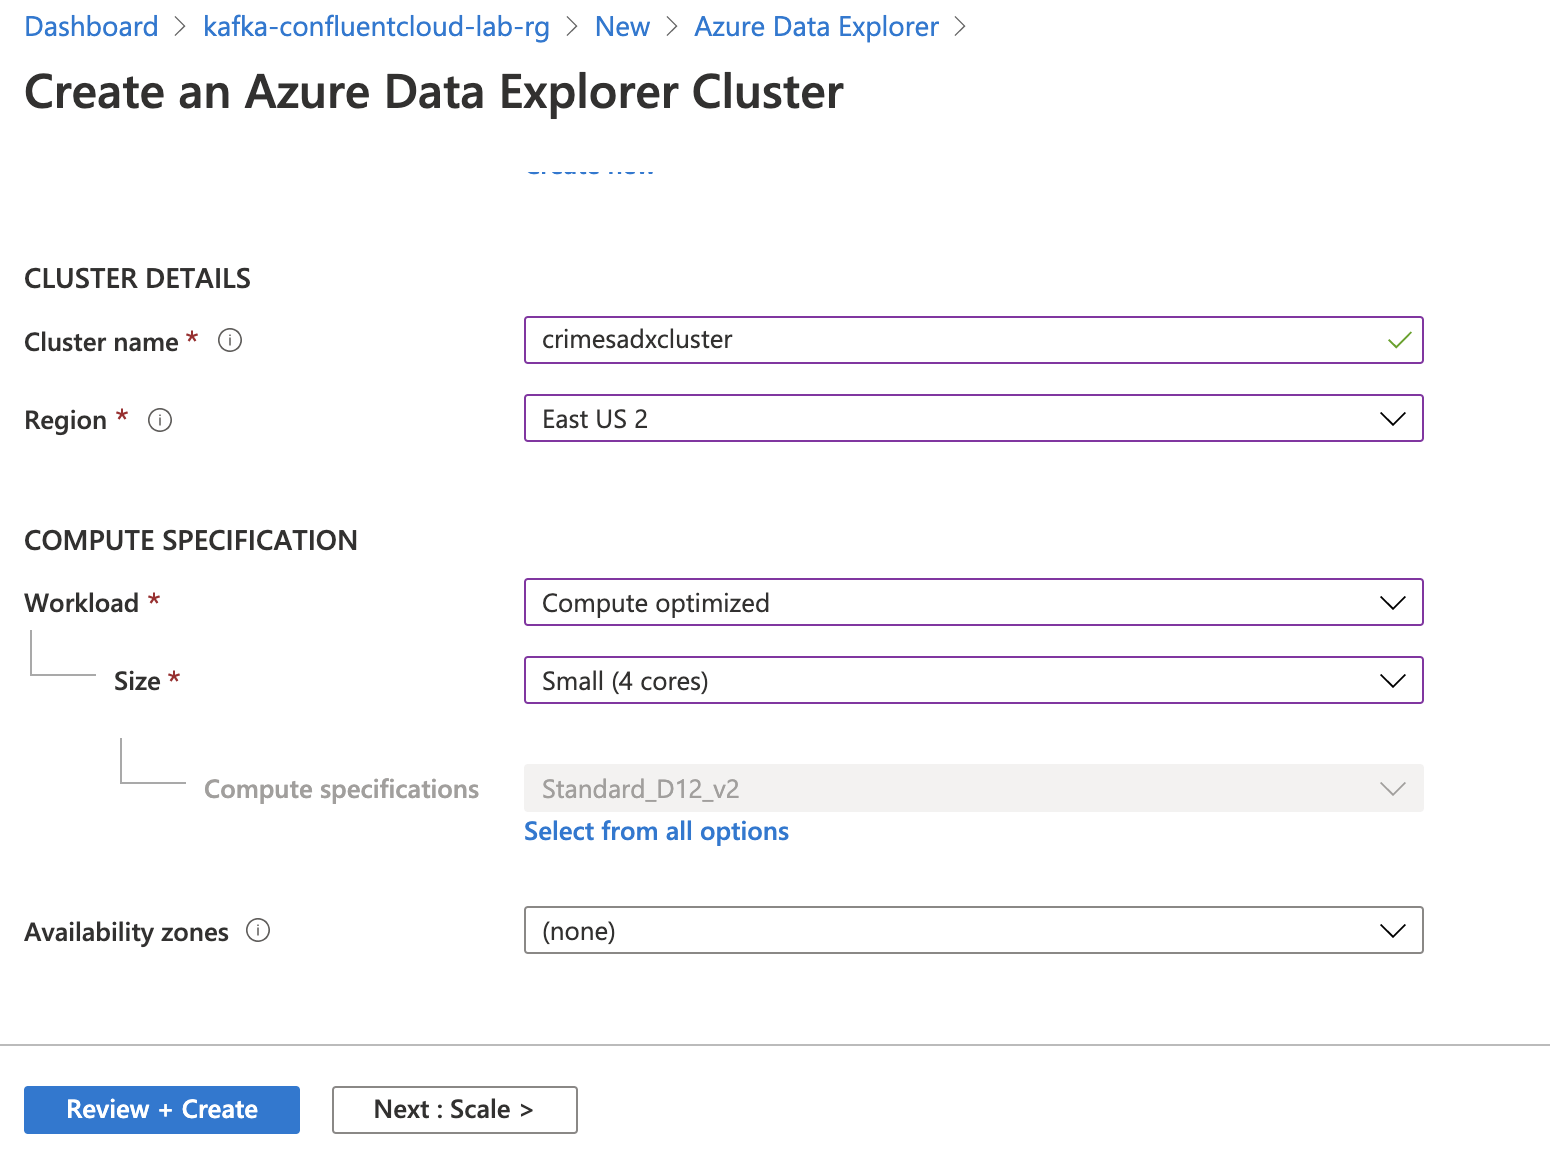 Dashboard > kafka-confluentcloud-lab-rg > New > Azure Data Explorer >
Create an Azure Data Explorer Cluster
CLUSTER DETAILS
Cluster name * crimesadxcluster
Region * East US 2
COMPUTE SPECIFICATION
Workload * Compute optimized
Size * Small (4 cores)
Compute specifications Standard_D12_v2
Select from all options
Availability zones (none)
Review + Create Next : Scale >